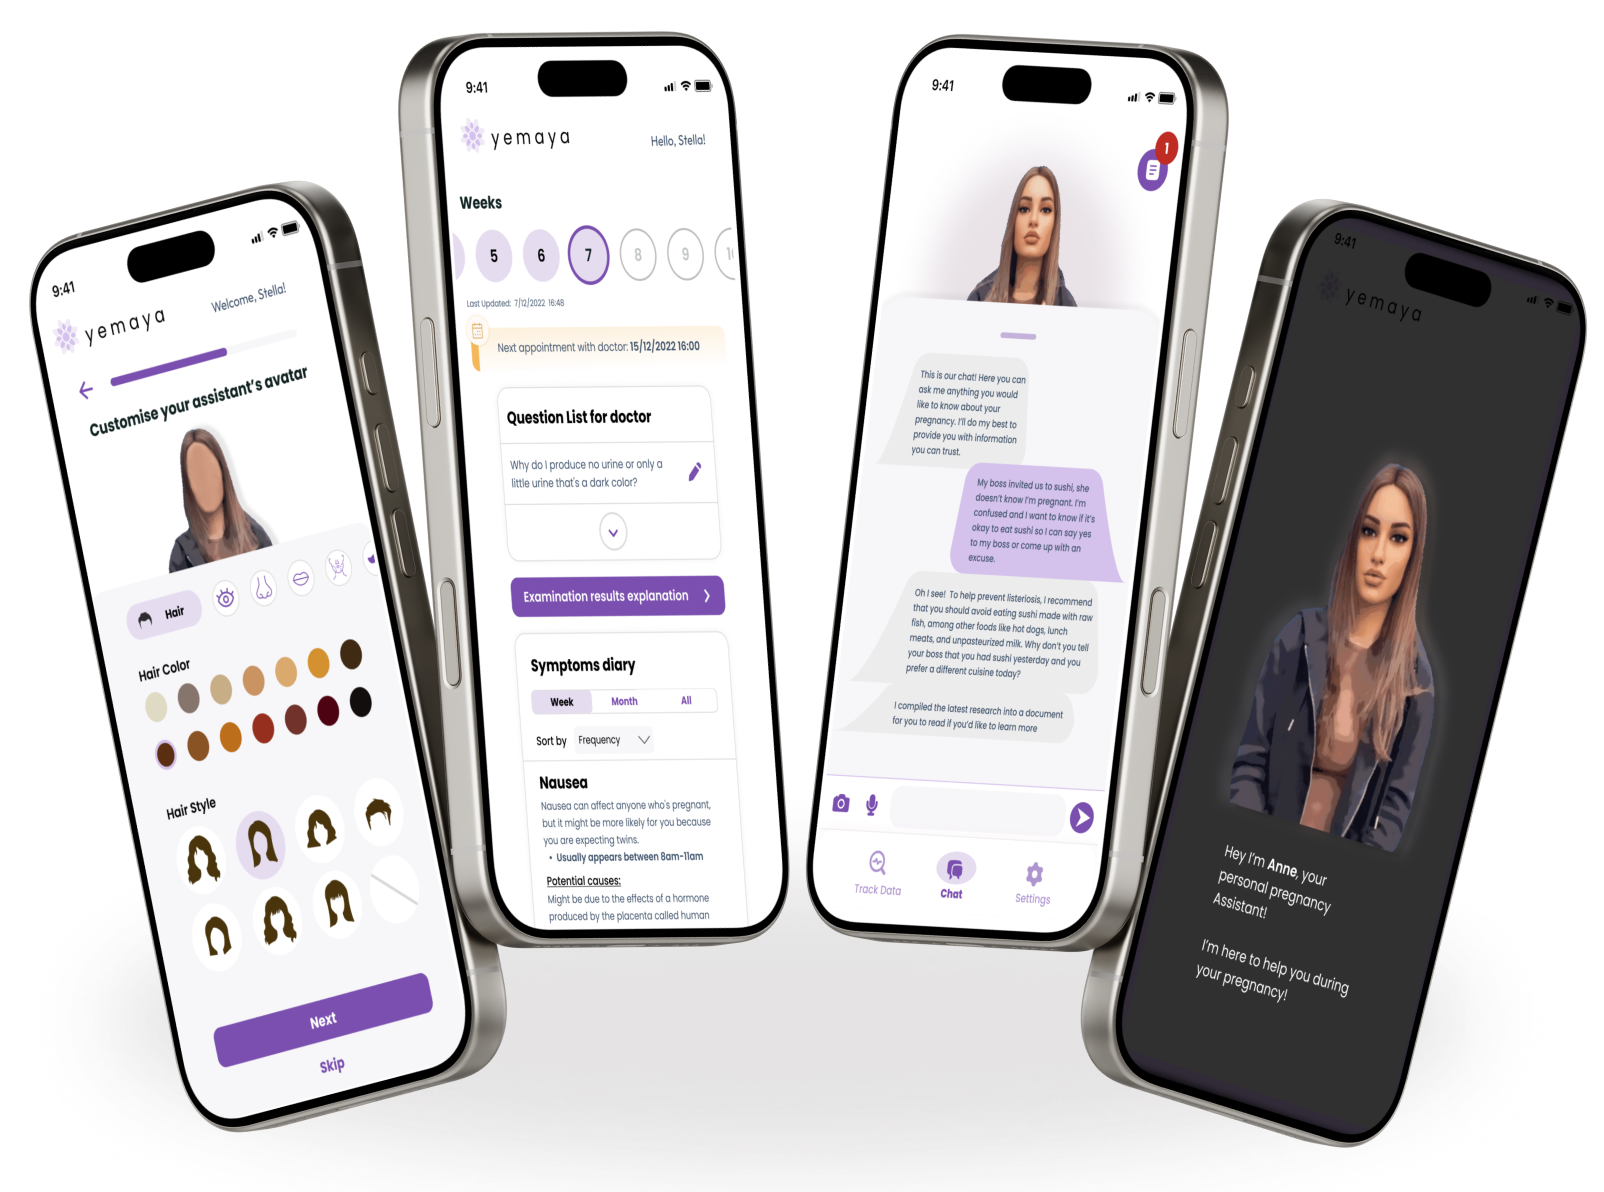 9:41
yemaya
Welcome, Stella!
Customise your assistant's avatar
Hair
Hair Color
Hair Style
Next
Skip
9:41
yemaya
Hello, Stella!
Weeks
5 6 7 8 9
Last Updated: 7/12/2022 16:48
Next appointment with doctor: 15/12/2022 16:00
Question List for doctor
Why do I produce no urine or only a
little urine that's a dark color?
Examination results explanation
Symptoms diary
Week Month All
Sort by Frequency
Nausea
Nausea can affect anyone who's pregnant,
but it might be more likely for you because
you are expecting twins.
• Usually appears between 8am-11am
Potential causes:
Might be due to the effects of a hormone
produced by the placenta called human
9:41
1
This is our chat! Here you can
ask me anything you would
like to know about your
pregnancy. I'll do my best to
provide you with information
you can trust.
My boss invited us to sushi, she
doesn't know I'm pregnant. I'm
confused and I want to know if it's
okay to eat sushi so I can say yes
to my boss or come up with an
excuse.
Oh I see! To help prevent listeriosis, I recommend
that you should avoid eating sushi made with raw
fish, among other foods like hot dogs, lunch
meats, and unpasteurized milk. Why don't you tell
your boss that you had sushi yesterday and you
prefer a different cuisine today?
I compiled the latest research into a document
for you to read if you'd like to learn more
Track Data
Chat
Settings
9:41
yemaya
Hey I'm Anne, your
personal pregnancy
Assistant!
I'm here to help you during
your pregnancy!